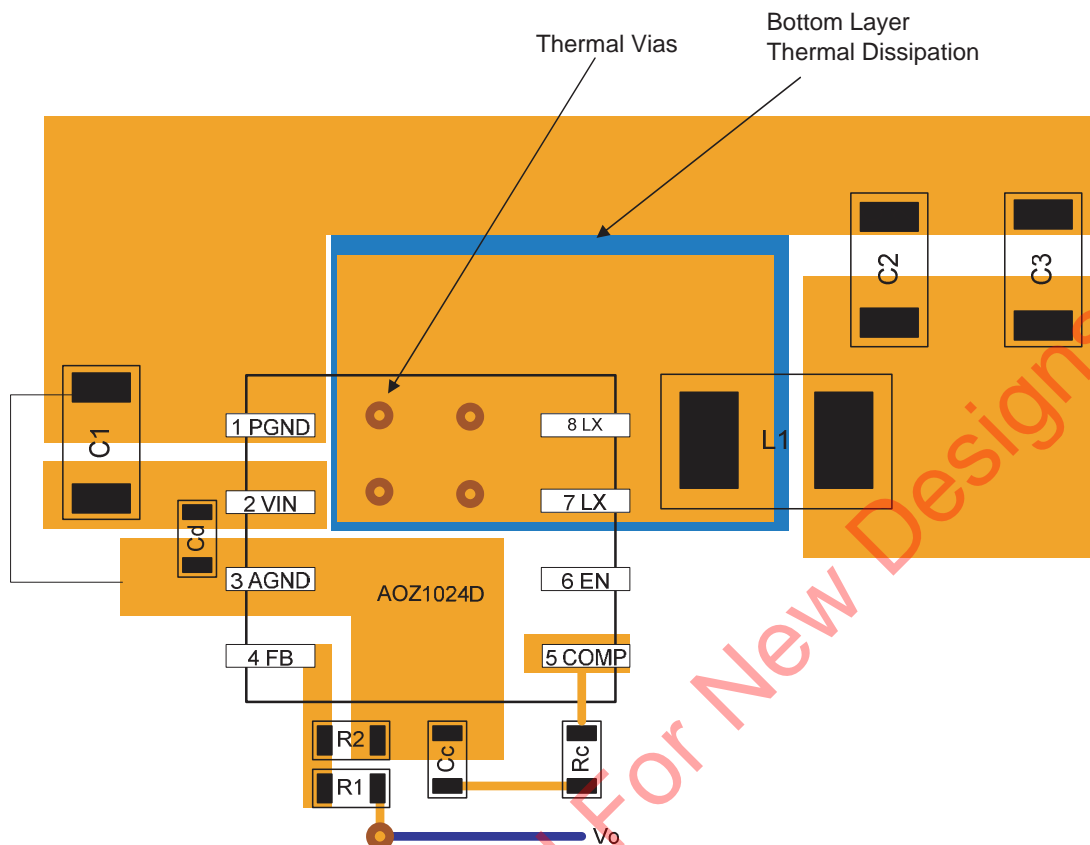 Bottom Layer
Thermal Dissipation
Thermal Vias
C2
C3
C1
1 PGND
8 LX
L1
2 VIN
7 LX
Cd
3 AGND
AOZ1024D
6 EN
4 FB
5 COMP
R2
Cc
Rc
R1
Vo
For New Designs